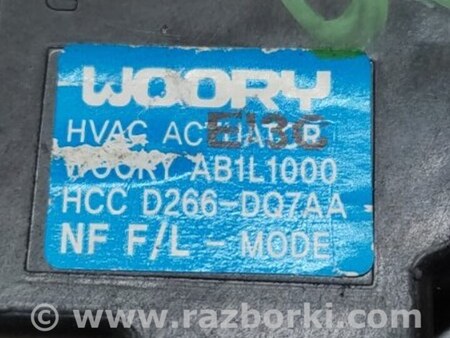 WOORY
HVAC ACTUATOR
E13C
WOORY AB1L1000
HCC D266-DQ7AA
NF F/L - MODE
© www.razborki.com